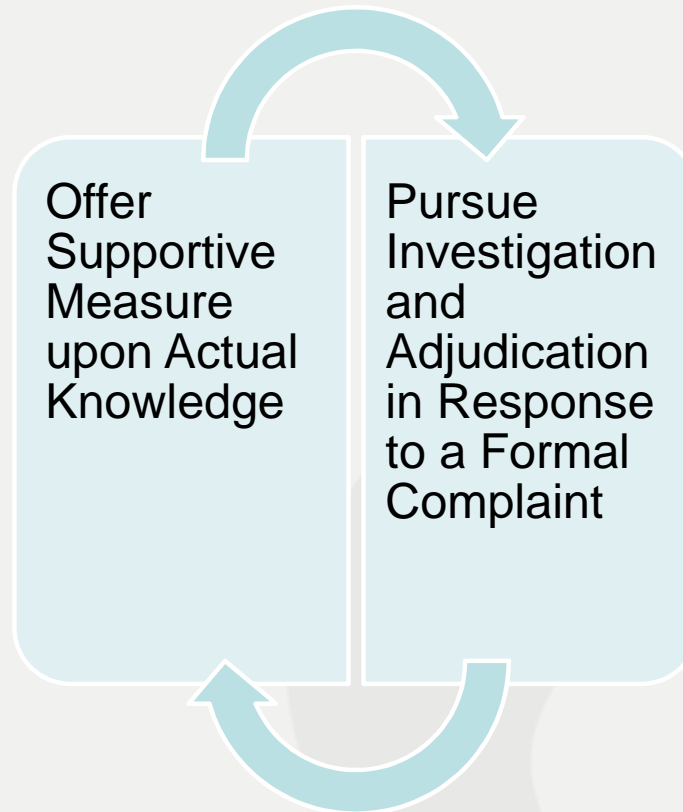 Offer
Supportive
Measure
upon Actual
Knowledge
Pursue
Investigation
and
Adjudication
in Response
to a Formal
Complaint